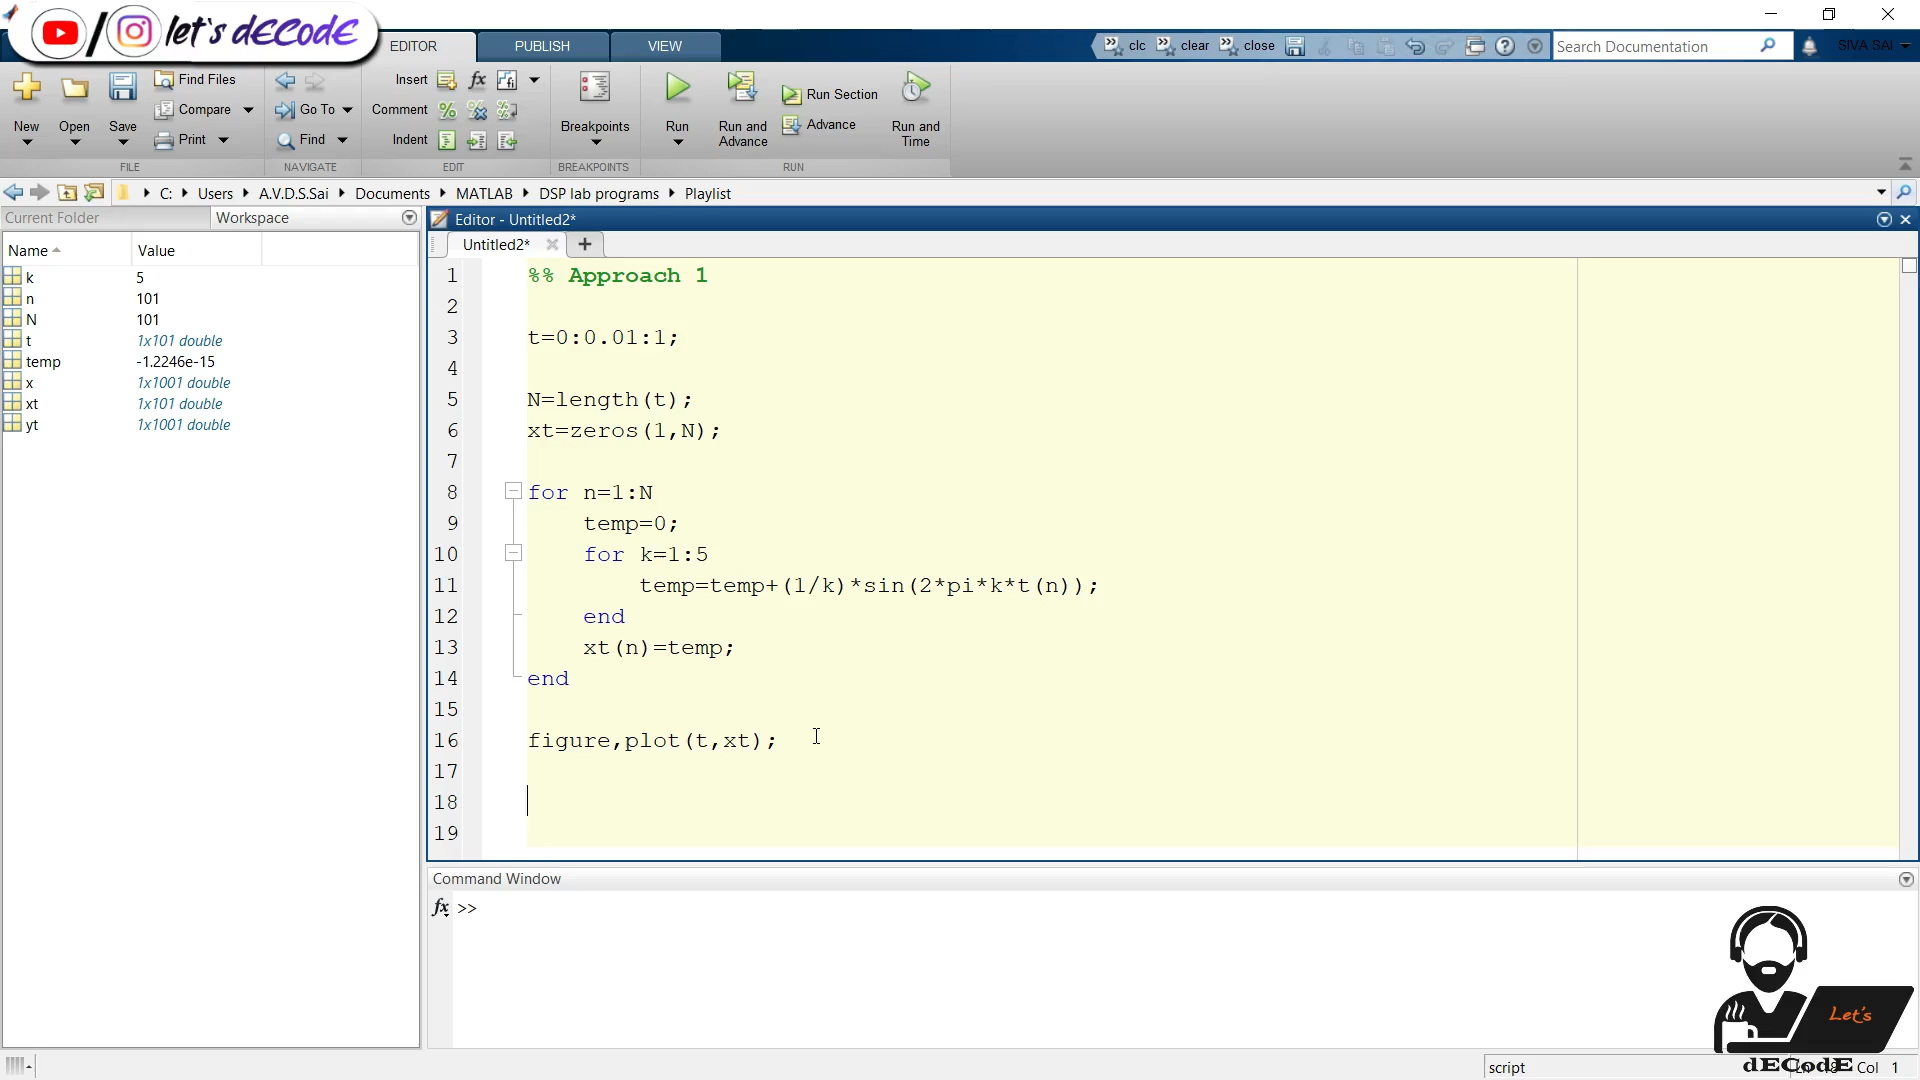 / let's dECodE
EDITOR PUBLISH VIEW
clc clear close
Search Documentation
SIVA SAI
New Open Save Find Files Compare Print
FILE
Go To Find
NAVIGATE
Insert fx
Comment
Indent
EDIT
Breakpoints
BREAKPOINTS
Run Run and Advance Run Section Advance Run and Time
RUN
C: Users A.V.D.S.Sai Documents MATLAB DSP lab programs Playlist
Current Folder Workspace
Name Value
k 5
n 101
N 101
t 1x101 double
temp -1.2246e-15
x 1x1001 double
xt 1x101 double
yt 1x1001 double
Editor - Untitled2*
Untitled2* +
1 %% Approach 1
2
3 t=0:0.01:1;
4
5 N=length(t);
6 xt=zeros(1,N);
7
8 for n=1:N
9 temp=0;
10 for k=1:5
11 temp=temp+(1/k)*sin(2*pi*k*t(n));
12 end
13 xt(n)=temp;
14 end
15
16 figure,plot(t,xt);
17
18
19
Command Window
fx >>
Let's
dECodE
script
Col 1